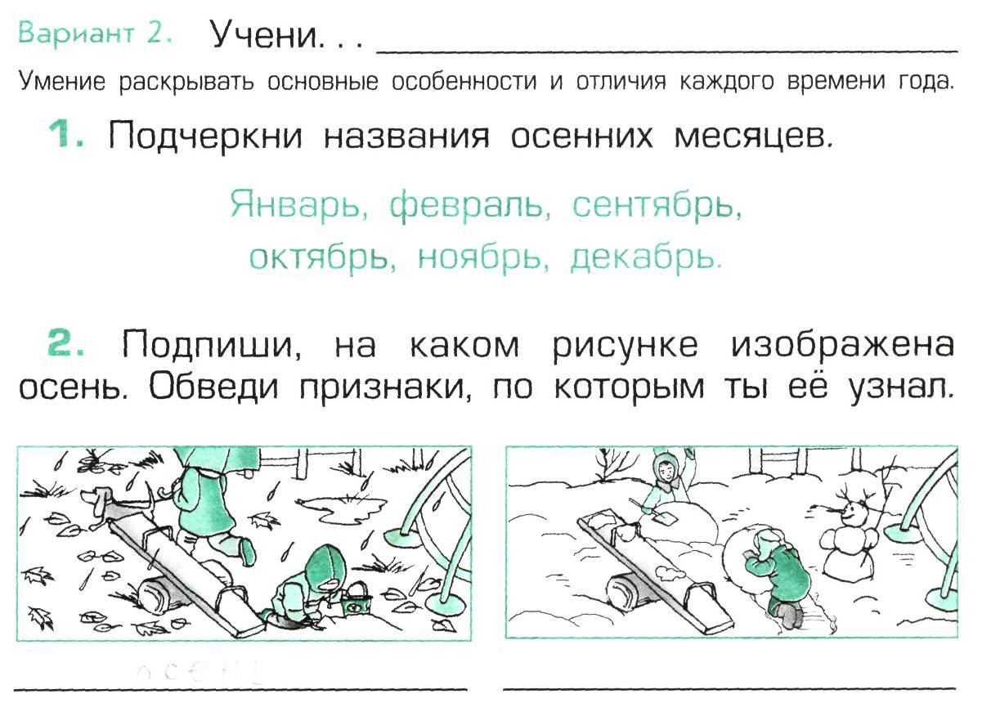 Вариант 2. Учени. . .
Умение раскрывать основные особенности и отличия каждого времени года.
1. Подчеркни названия осенних месяцев.
Январь, февраль, сентябрь,
октябрь, ноябрь, декабрь.
2. Подпиши, на каком рисунке изображена
осень. Обведи признаки, по которым ты её узнал.
осень